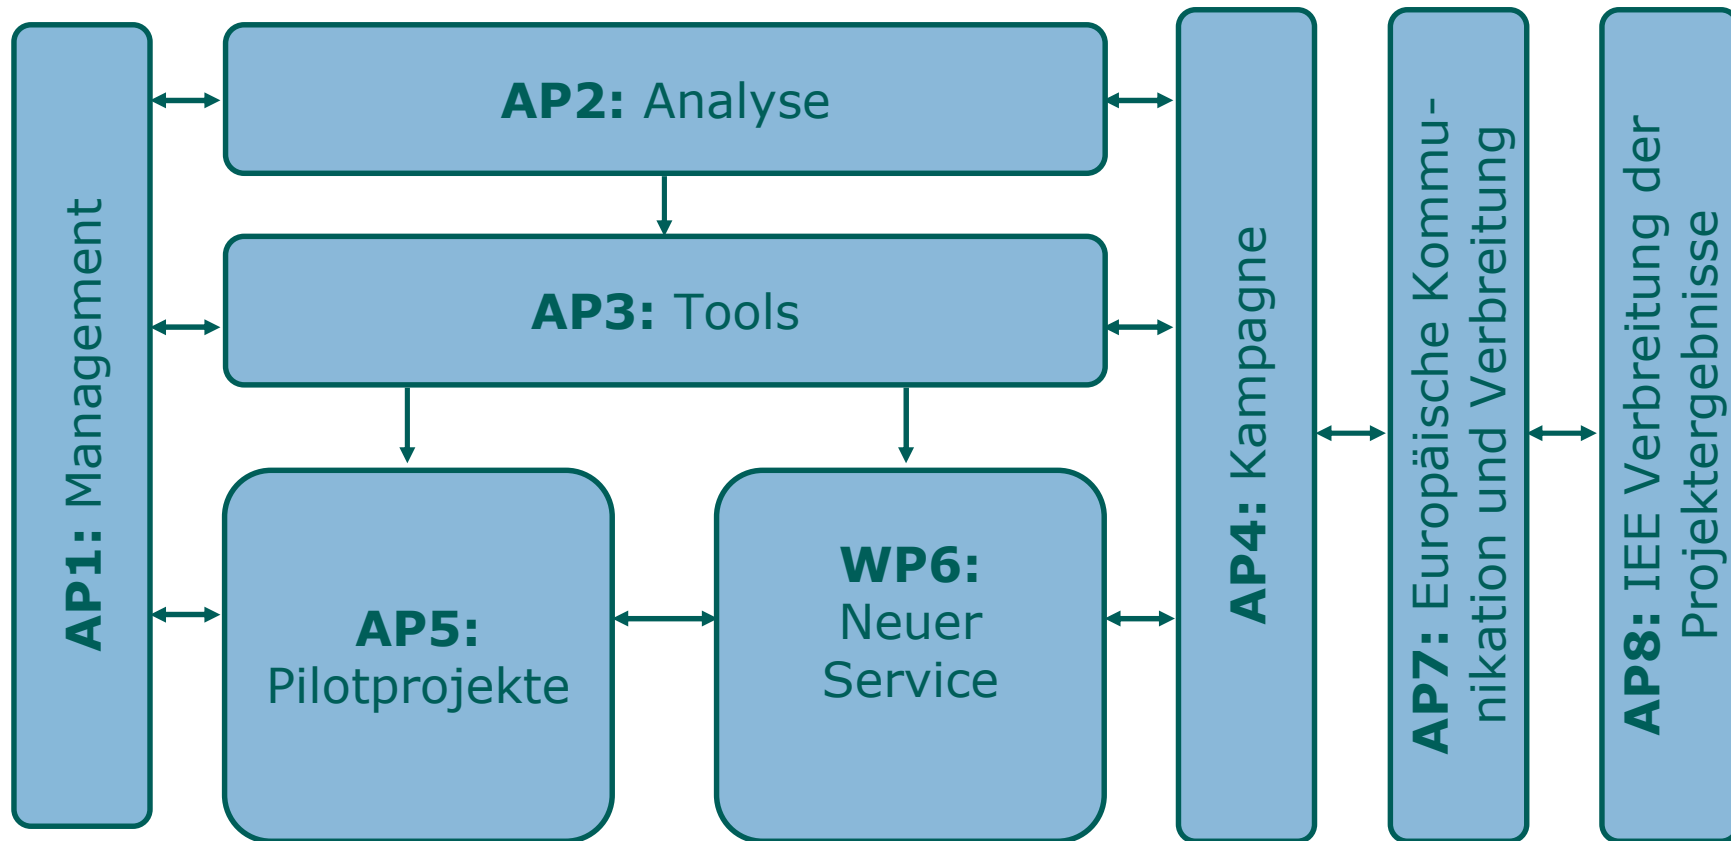 AP1: Management
AP2: Analyse
AP3: Tools
AP5:
Pilotprojekte
WP6:
Neuer
Service
AP4: Kampagne
AP7: Europäische Kommu-
nikation und Verbreitung
AP8: IEE Verbreitung der
Projektergebnisse